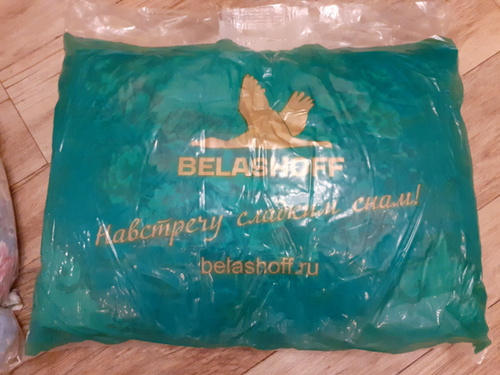 BELASHOFF
Навстречу сладким снам!
belashoff.ru